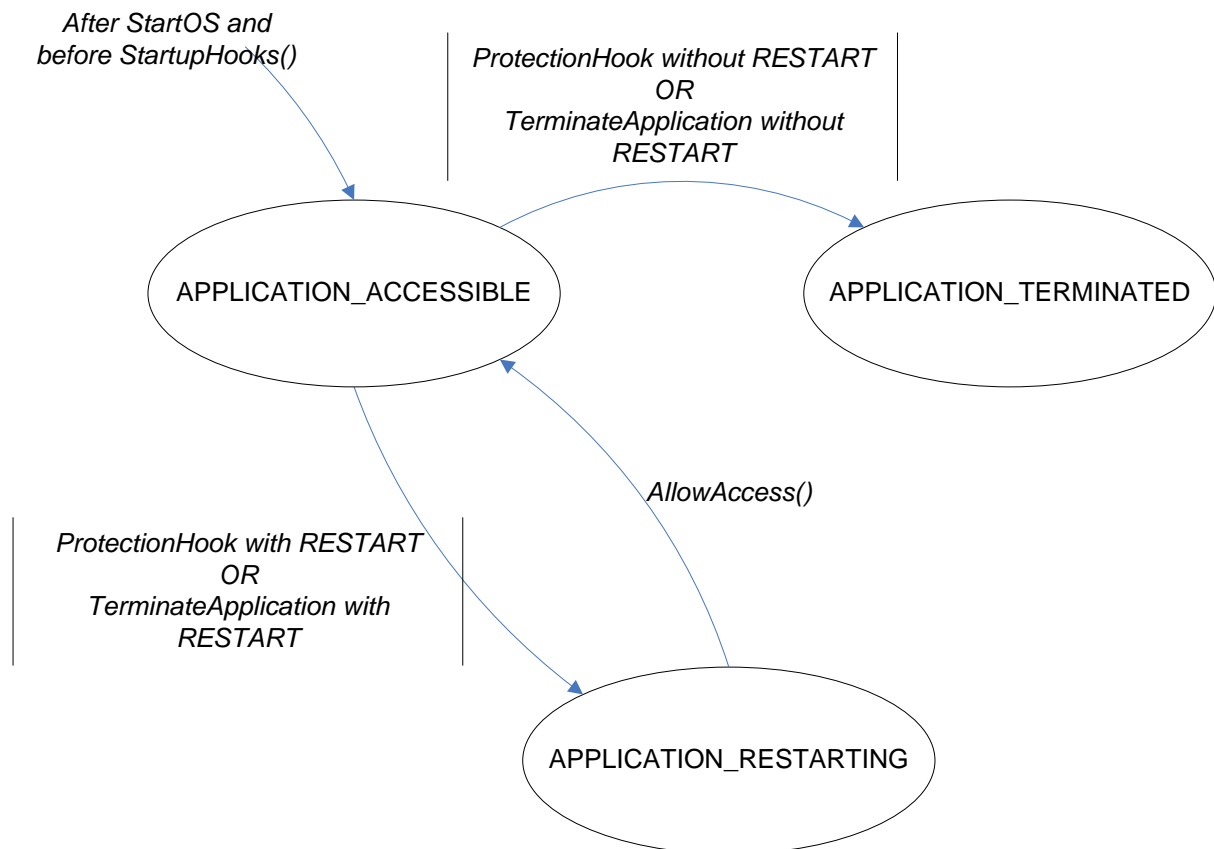 After StartOS and
before StartupHooks()
ProtectionHook without RESTART
OR
TerminateApplication without
RESTART
APPLICATION_ACCESSIBLE
APPLICATION_TERMINATED
AllowAccess()
ProtectionHook with RESTART
OR
TerminateApplication with
RESTART
APPLICATION_RESTARTING